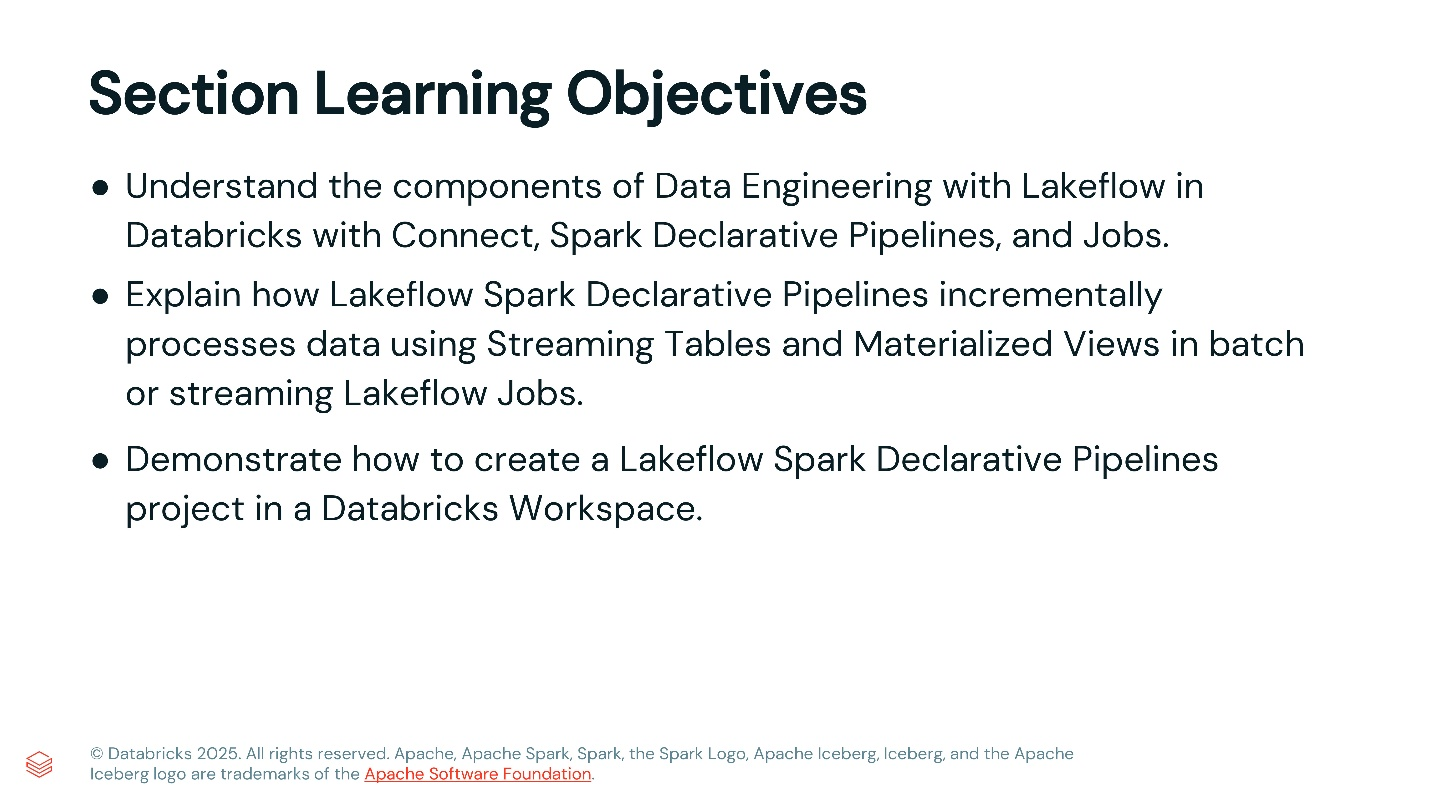 Section Learning Objectives
● Understand the components of Data Engineering with Lakeflow in
Databricks with Connect, Spark Declarative Pipelines, and Jobs.
● Explain how Lakeflow Spark Declarative Pipelines incrementally
processes data using Streaming Tables and Materialized Views in batch
or streaming Lakeflow Jobs.
● Demonstrate how to create a Lakeflow Spark Declarative Pipelines
project in a Databricks Workspace.
© Databricks 2025. All rights reserved. Apache, Apache Spark, Spark, the Spark Logo, Apache Iceberg, Iceberg, and the Apache
Iceberg logo are trademarks of the Apache Software Foundation.